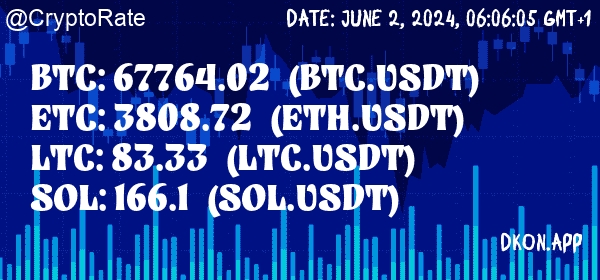 @CryptoRate
DATE: JUNE 2, 2024, 06:06:05 GMT+1
BTC: 67764.02 (BTC.USDT)
ETC: 3808.72 (ETH.USDT)
LTC: 83.33 (LTC.USDT)
SOL: 166.1 (SOL.USDT)
DKON.APP